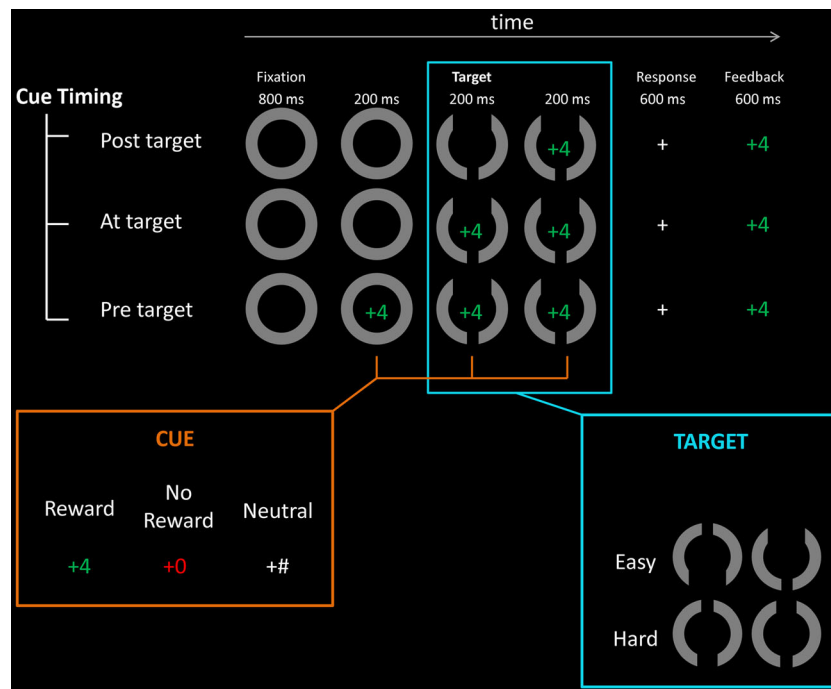 time
Fixation Target Response Feedback
Cue Timing 800 ms 200 ms 200 ms 200 ms 600 ms 600 ms
Post target +4 + +4
At target +4 +4 + +4
Pre target +4 +4 +4 + +4
CUE
Reward No Reward Neutral
+4 +0 +#
TARGET
Easy
Hard